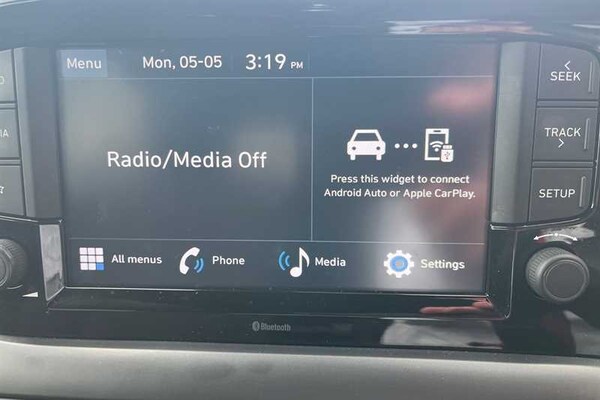 Menu
Mon, 05-05
3:19 PM
Radio/Media Off
Press this widget to connect
Android Auto or Apple CarPlay.
All menus
Phone
Media
Settings
SEEK
TRACK
SETUP
Bluetooth